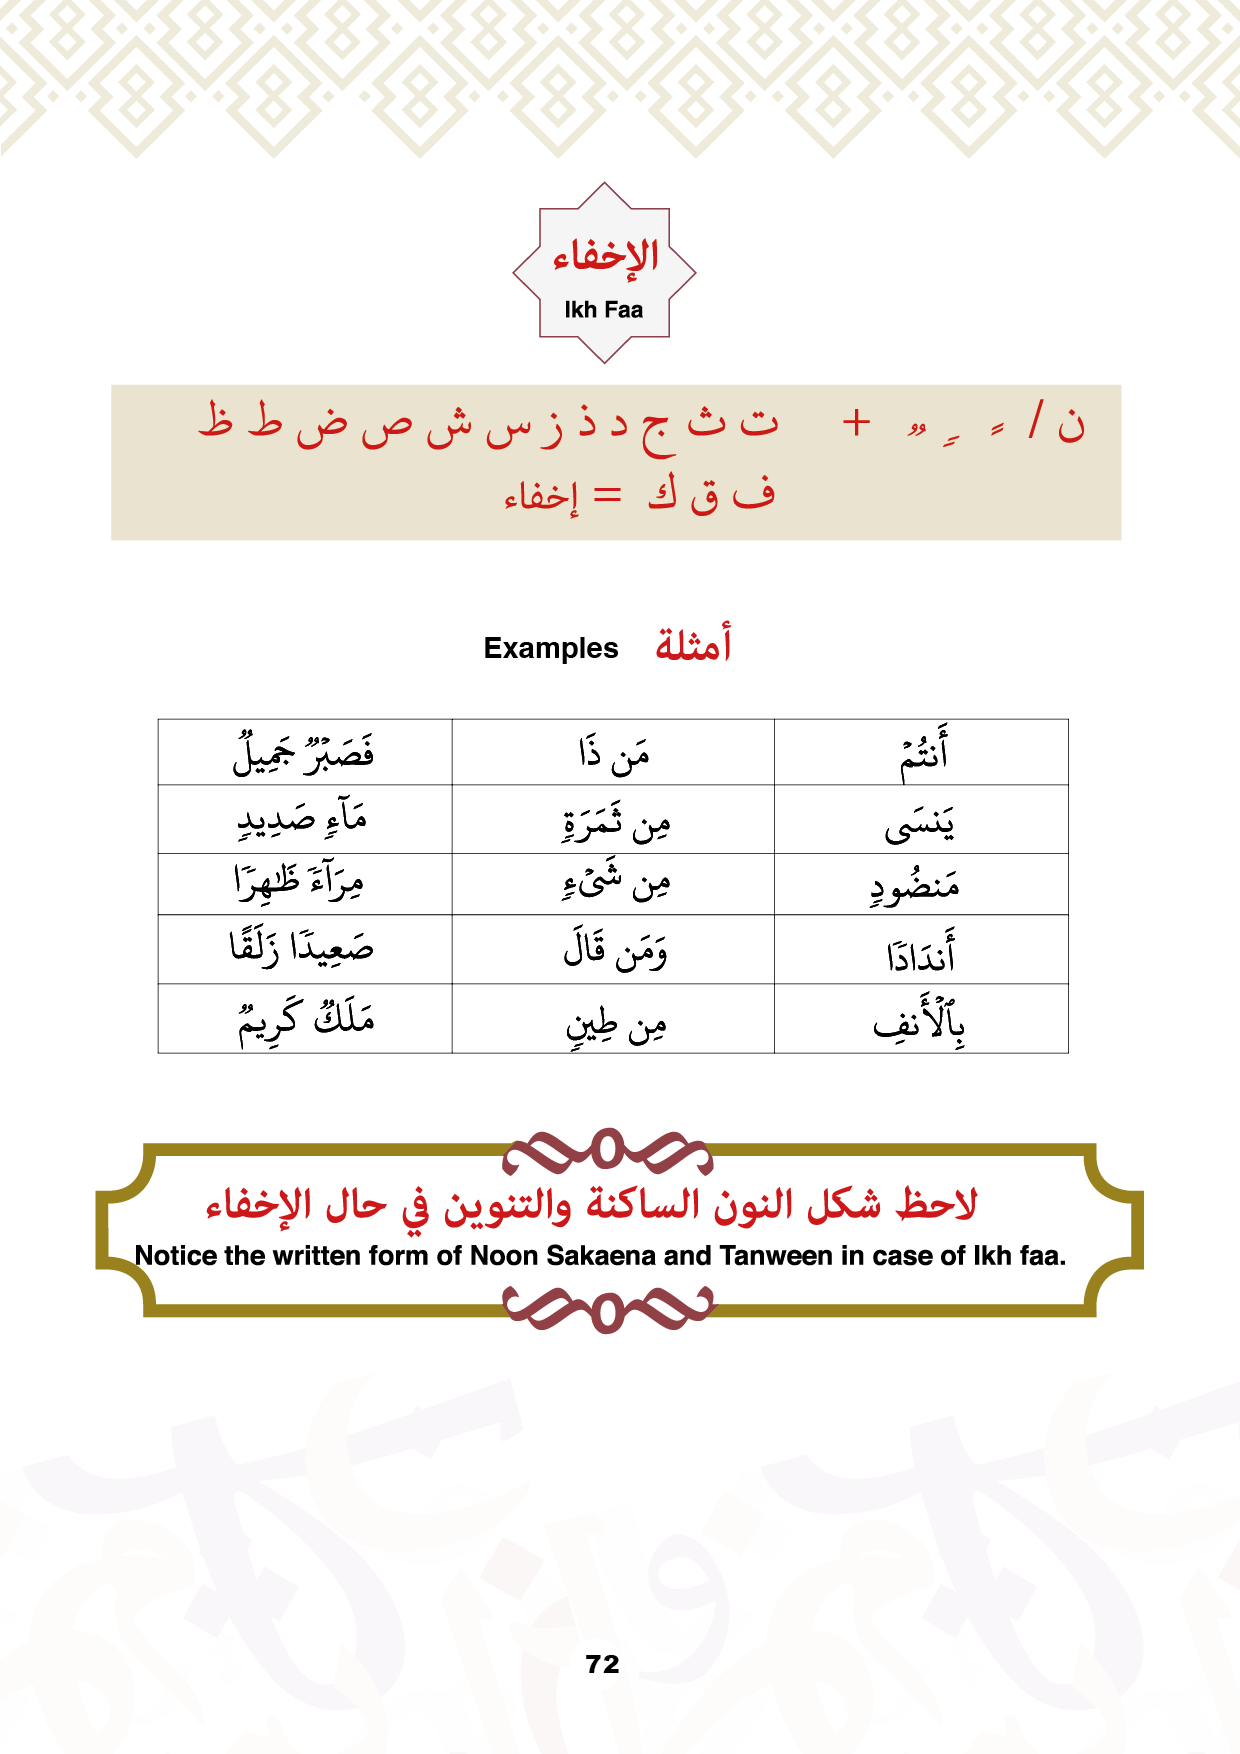 الإخفاء
Ikh Faa
ن / ـً ـٍ ـٌ + ت ث ج د ذ ز س ش ص ض ط ظ
ف ق ك = إخفاء
أمثلة Examples
أَنتُمْ مَن ذَا فَصَبْرٌ جَمِيلٌ
يَنسَى مِن ثَمَرَةٍ مَآءٍ صَدِيدٍ
مَنضُودٍ مِن شَىْءٍ مِرَآءً ظَٰهِرًا
أَندَادًا وَمَن قَالَ صَعِيدًا زَلَقًا
بِٱلْأَنفِ مِن طِينٍ مَلَكٌ كَرِيمٌ
لاحظ شكل النون الساكنة والتنوين في حال الإخفاء
Notice the written form of Noon Sakaena and Tanween in case of Ikh faa.
72